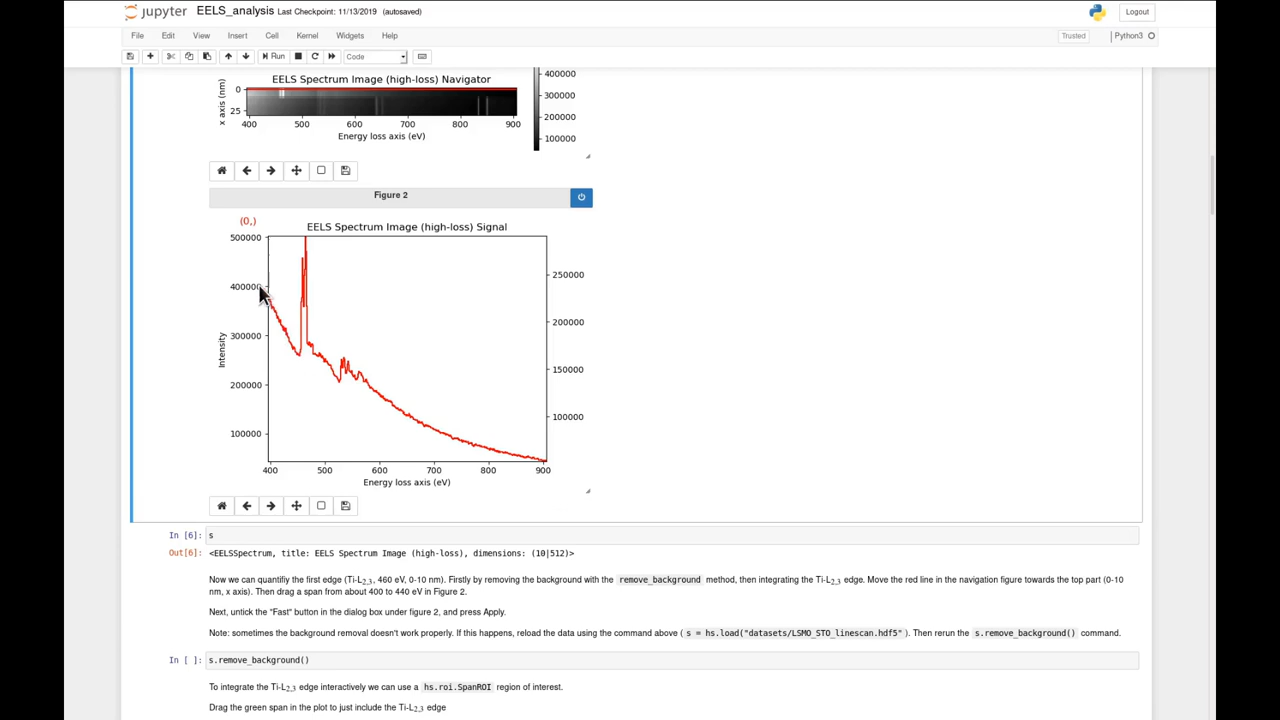 jupyter EELS_analysis Last Checkpoint: 11/13/2019 (autosaved) Logout
File Edit View Insert Cell Kernel Widgets Help Trusted Python3
Run Code
EELS Spectrum Image (high-loss) Navigator
x axis (nm)
0
25
400 500 600 700 800 900
Energy loss axis (eV)
400000
300000
200000
100000
Figure 2
(0,)
EELS Spectrum Image (high-loss) Signal
500000
400000
300000
200000
100000
Intensity
250000
200000
150000
100000
400 500 600 700 800 900
Energy loss axis (eV)
In [6]: s
Out[6]: <EELSSpectrum, title: EELS Spectrum Image (high-loss), dimensions: (10|512)>
Now we can quantifiy the first edge (Ti-L2,3, 460 eV, 0-10 nm). Firstly by removing the background with the remove_background method, then integrating the Ti-L2,3 edge. Move the red line in the navigation figure towards the top part (0-10
nm, x axis). Then drag a span from about 400 to 440 eV in Figure 2.
Next, untick the "Fast" button in the dialog box under figure 2, and press Apply.
Note: sometimes the background removal doesn't work properly. If this happens, reload the data using the command above ( s = hs.load("datasets/LSMO_STO_linescan.hdf5" ). Then rerun the s.remove_background() command.
In [ ]: s.remove_background()
To integrate the Ti-L2,3 edge interactively we can use a hs.roi.SpanROI region of interest.
Drag the green span in the plot to just include the Ti-L2,3 edge